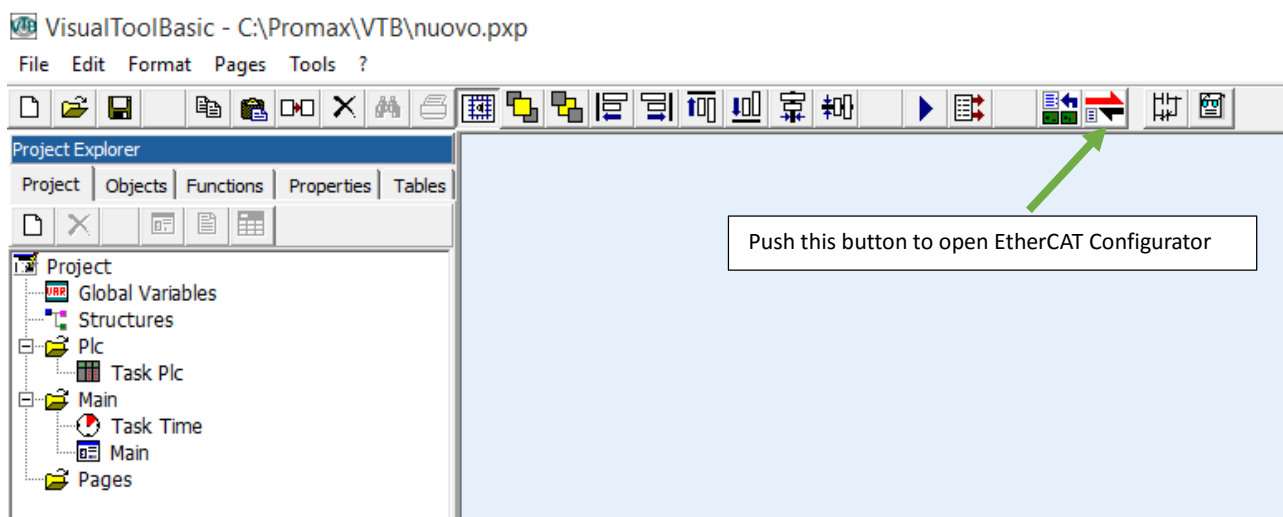 VisualToolBasic - C:\Promax\VTB\nuovo.pxp
File Edit Format Pages Tools ?
Project Explorer
Project Objects Functions Properties Tables
Push this button to open EtherCAT Configurator
Project
Global Variables
Structures
Plc
Task Plc
Main
Task Time
Main
Pages